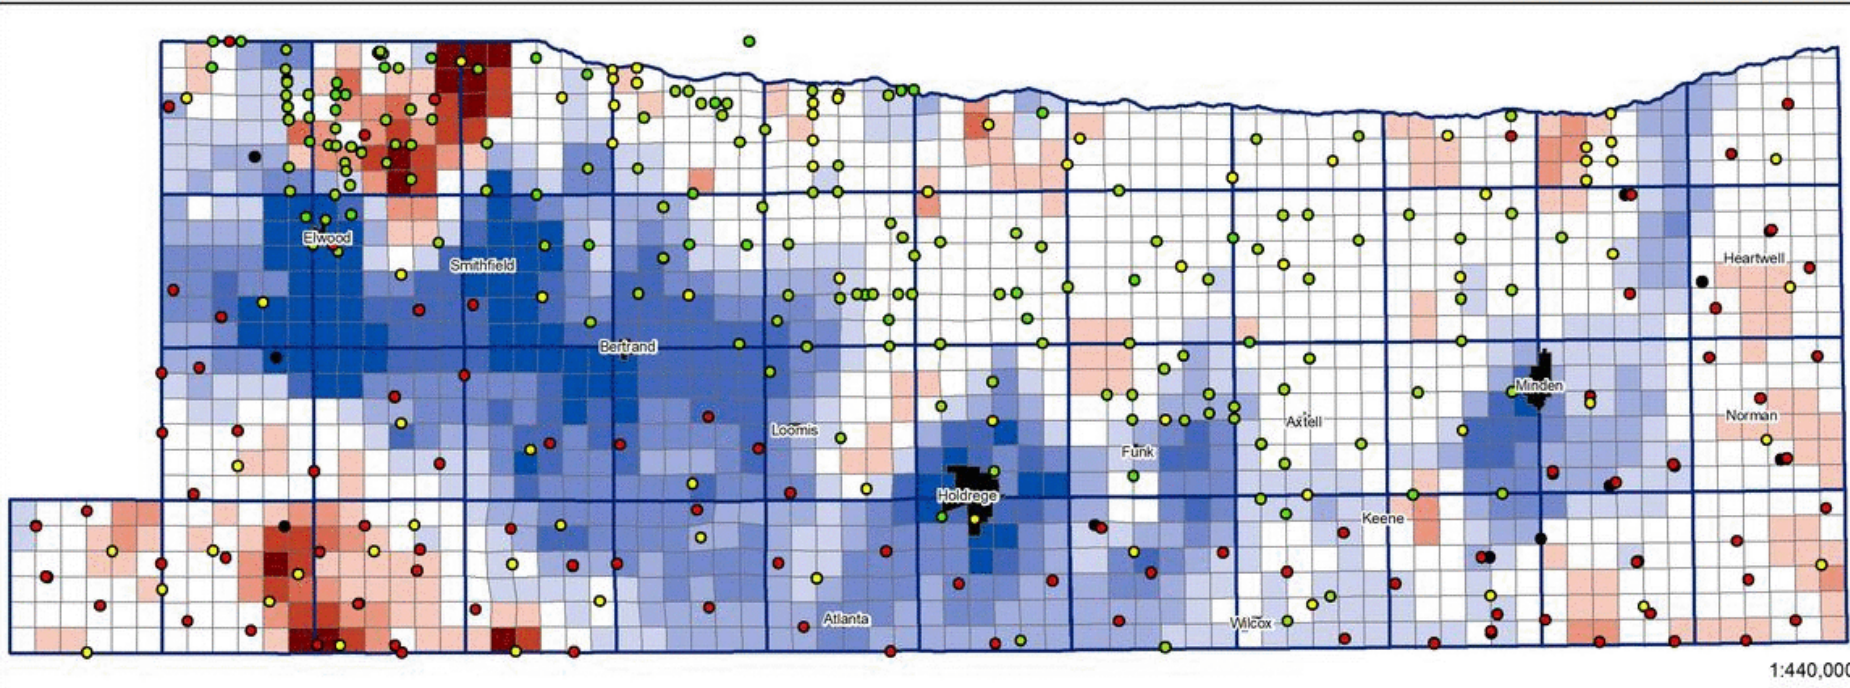 Elwood
Smithfield
Heartwell
Bertrand
Minden
Norman
Loomis
Axtell
Funk
Holdrege
Keene
Atlanta
Wilcox
1:440,000